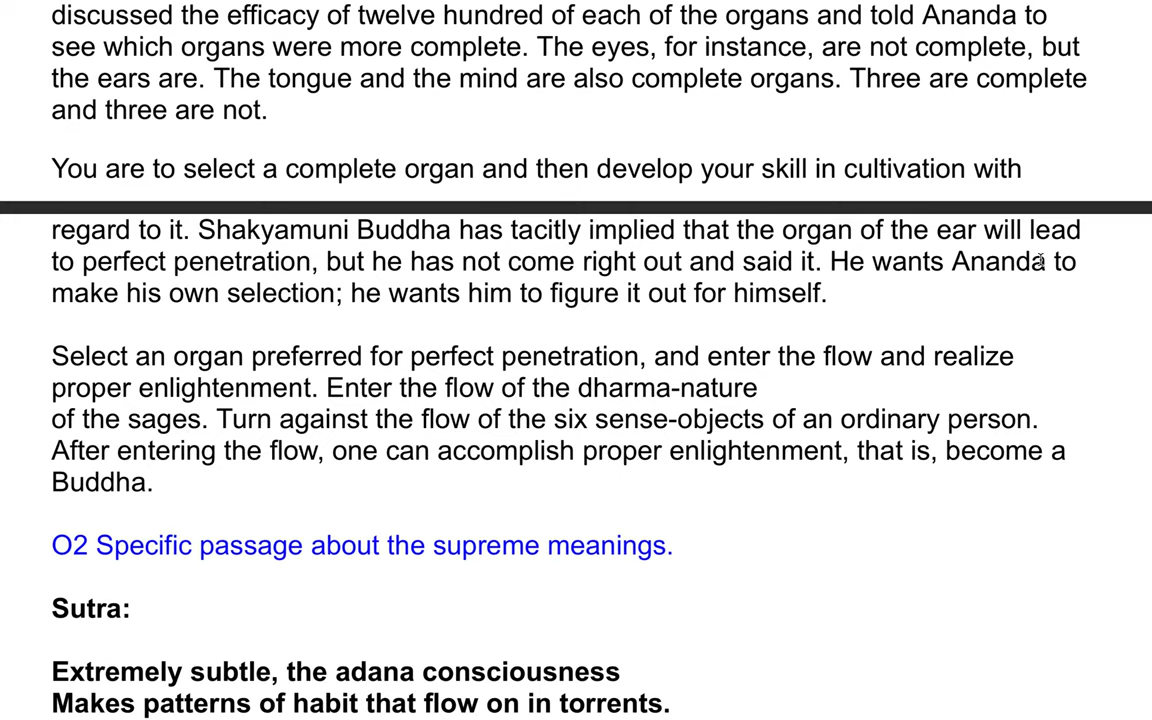 discussed the efficacy of twelve hundred of each of the organs and told Ananda to
see which organs were more complete. The eyes, for instance, are not complete, but
the ears are. The tongue and the mind are also complete organs. Three are complete
and three are not.
You are to select a complete organ and then develop your skill in cultivation with
regard to it. Shakyamuni Buddha has tacitly implied that the organ of the ear will lead
to perfect penetration, but he has not come right out and said it. He wants Ananda to
make his own selection; he wants him to figure it out for himself.
Select an organ preferred for perfect penetration, and enter the flow and realize
proper enlightenment. Enter the flow of the dharma-nature
of the sages. Turn against the flow of the six sense-objects of an ordinary person.
After entering the flow, one can accomplish proper enlightenment, that is, become a
Buddha.
O2 Specific passage about the supreme meanings.
Sutra:
Extremely subtle, the adana consciousness
Makes patterns of habit that flow on in torrents.